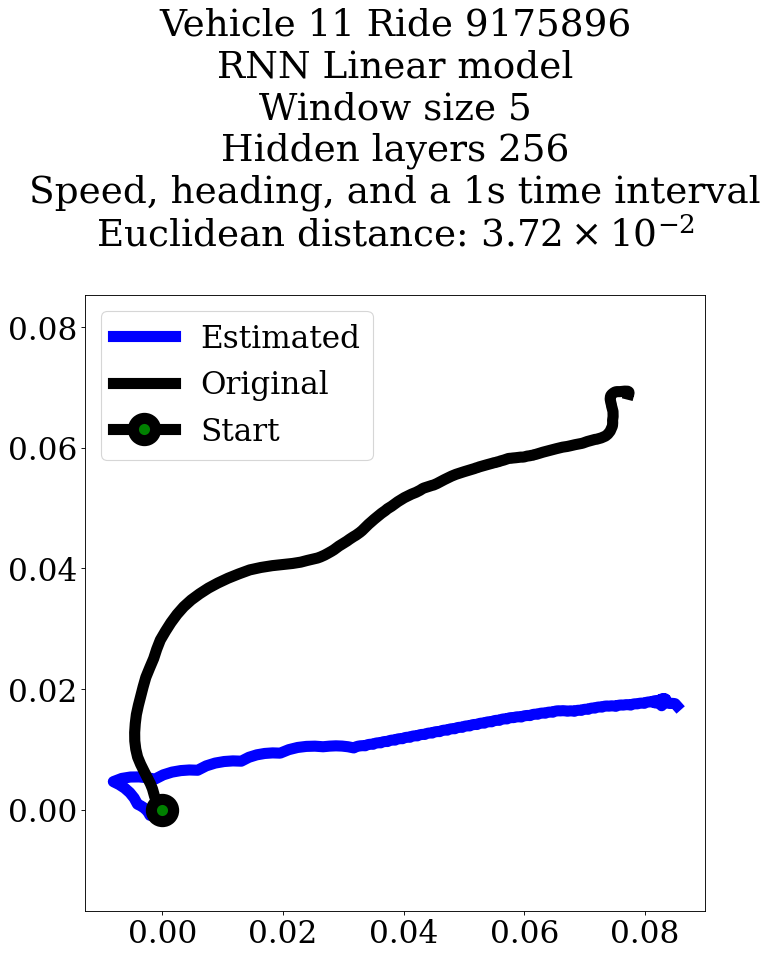 Vehicle 11 Ride 9175896
RNN Linear model
Window size 5
Hidden layers 256
Speed, heading, and a 1s time interval
Euclidean distance: 3.72 × 10⁻²
Estimated
Original
Start
0.08
0.06
0.04
0.02
0.00
0.00 0.02 0.04 0.06 0.08